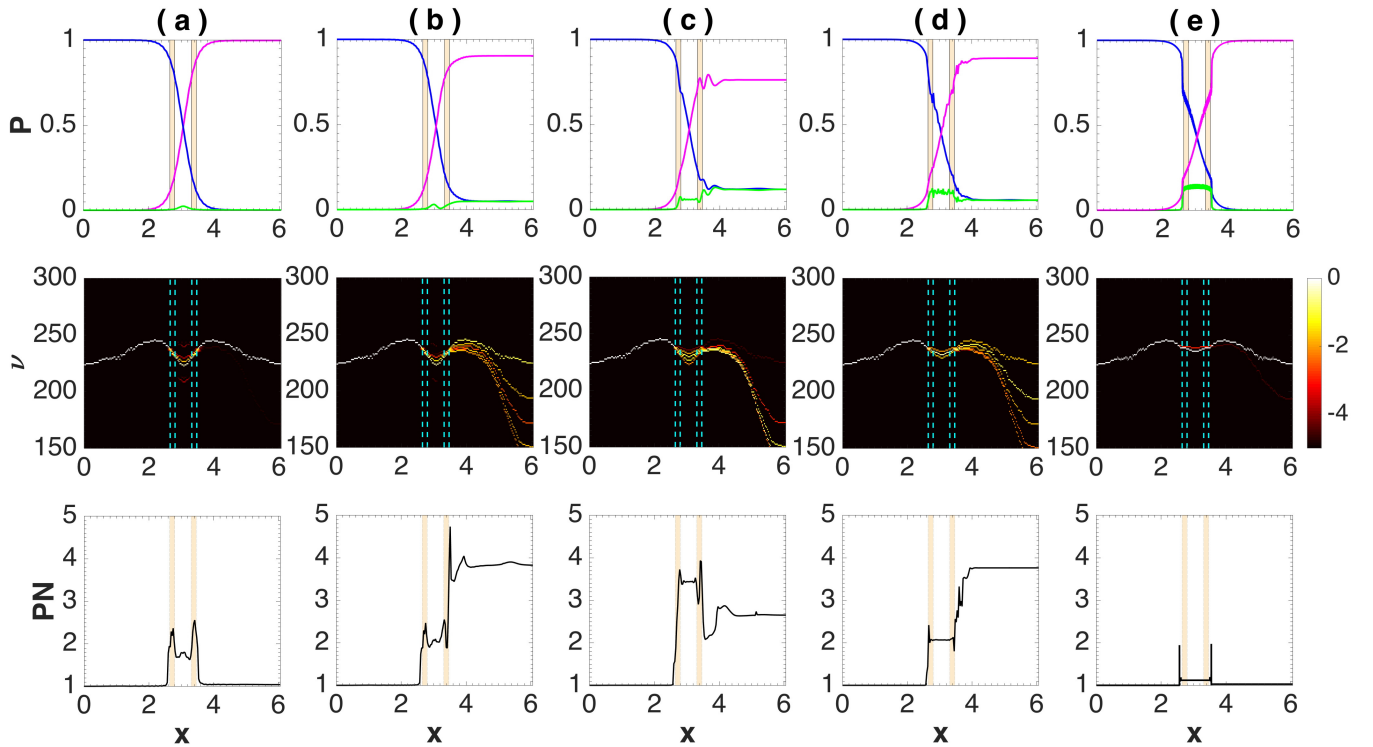 ( a ) ( b ) ( c ) ( d ) ( e )
P
1 1 1 1 1
0.5 0.5 0.5 0.5 0.5
0 0 0 0 0
0 2 4 6 0 2 4 6 0 2 4 6 0 2 4 6 0 2 4 6
ν
300 300 300 300 300 0
250 250 250 250 250 -2
200 200 200 200 200 -4
150 150 150 150 150
0 2 4 6 0 2 4 6 0 2 4 6 0 2 4 6 0 2 4 6
PN
5 5 5 5 5
4 4 4 4 4
3 3 3 3 3
2 2 2 2 2
1 1 1 1 1
0 2 4 6 0 2 4 6 0 2 4 6 0 2 4 6 0 2 4 6
x x x x x